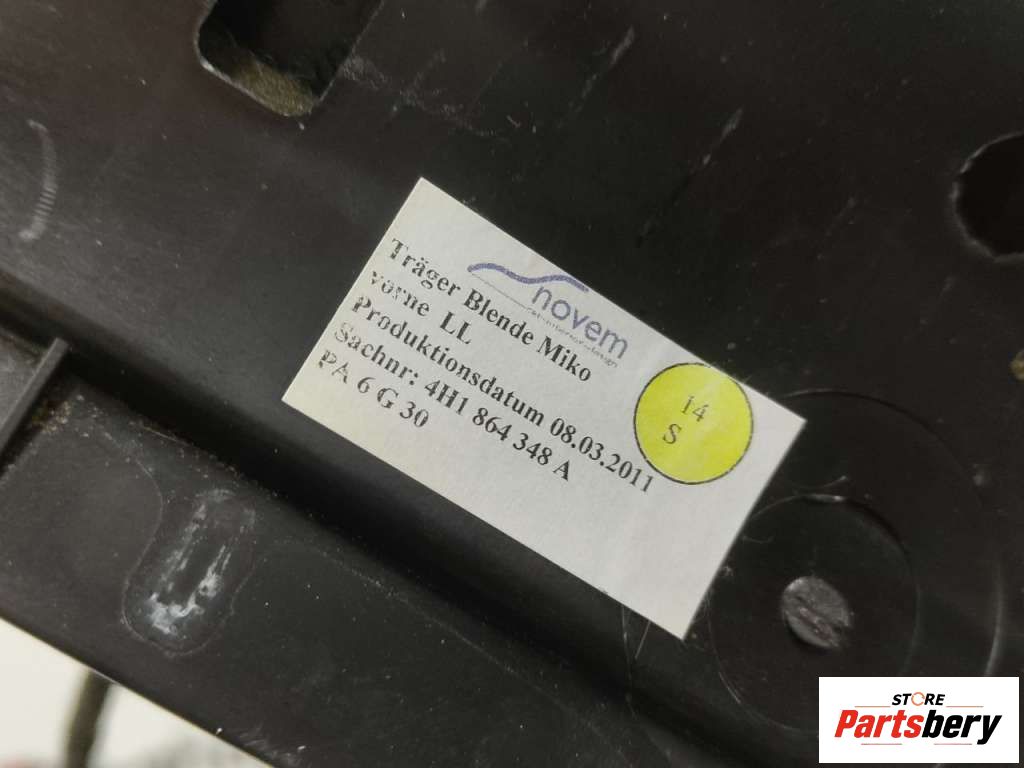 novem
Träger Blende Miko
vorne LL
Produktionsdatum 08.03.2011
Sachnr: 4H1 864 348 A
PA 6 G 30
14
S
STORE
Partsbery